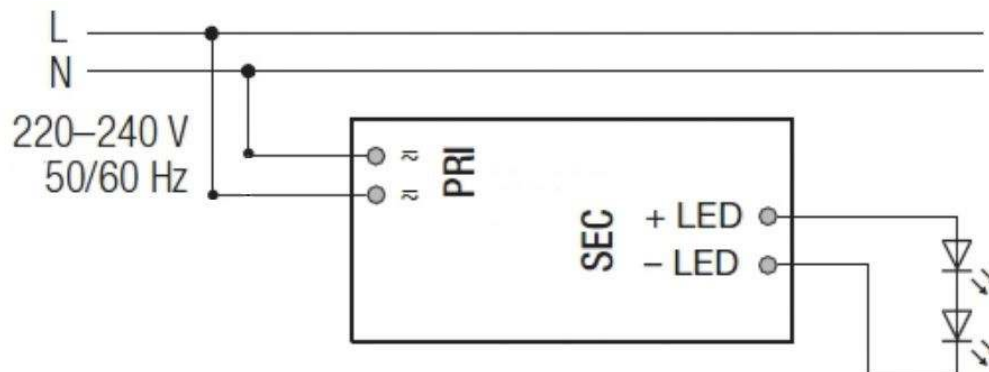 L
N
220–240 V
50/60 Hz
≈
≈
PRI
SEC
+ LED
– LED